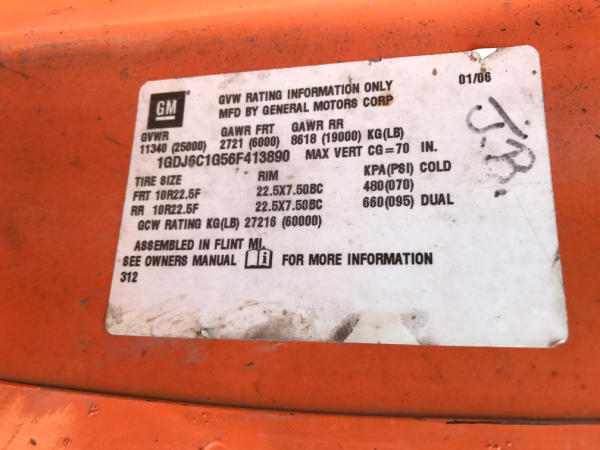 GVW RATING INFORMATION ONLY 01/06
GM MFD BY GENERAL MOTORS CORP
GVWR GAWR FRT GAWR RR
11340 (25000) 2721 (6000) 8618 (19000) KG(LB)
1GDJ6C1G56F413890 MAX VERT CG=70 IN.
TIRE SIZE RIM KPA(PSI) COLD
FRT 10R22.5F 22.5X7.50BC 480(070)
RR 10R22.5F 22.5X7.50BC 660(095) DUAL
GCW RATING KG(LB) 27216 (60000)
ASSEMBLED IN FLINT MI.
SEE OWNERS MANUAL i FOR MORE INFORMATION
312
J.B.